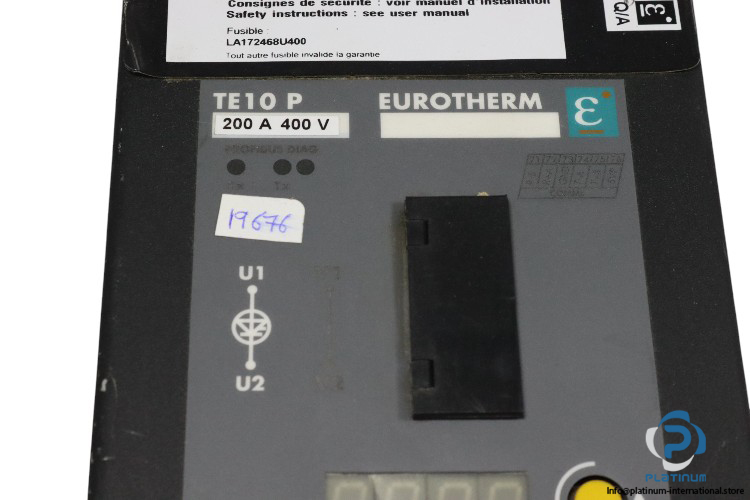 Consignes de sécurité : voir manuel d'installation
Safety instructions : see user manual
Fusible :
LA172468U400
Tout autre fusible invalide la garantie
Q/A
TE10 P
EUROTHERM
ε
200 A 400 V
PROFIBUS DIAG
Tx
19676
U1
U2
PLATINUM
Info@platinum-international.store